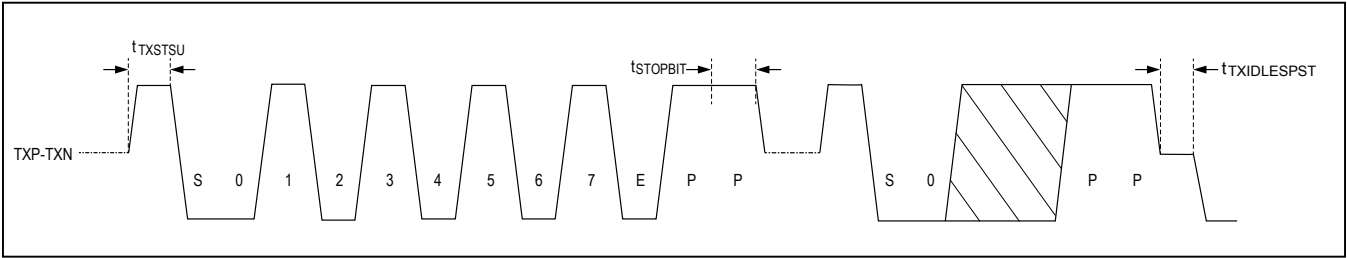 tTXSTSU
tSTOPBIT
tTXIDLESPST
TXP-TXN
S 0 1 2 3 4 5 6 7 E P P S 0 P P